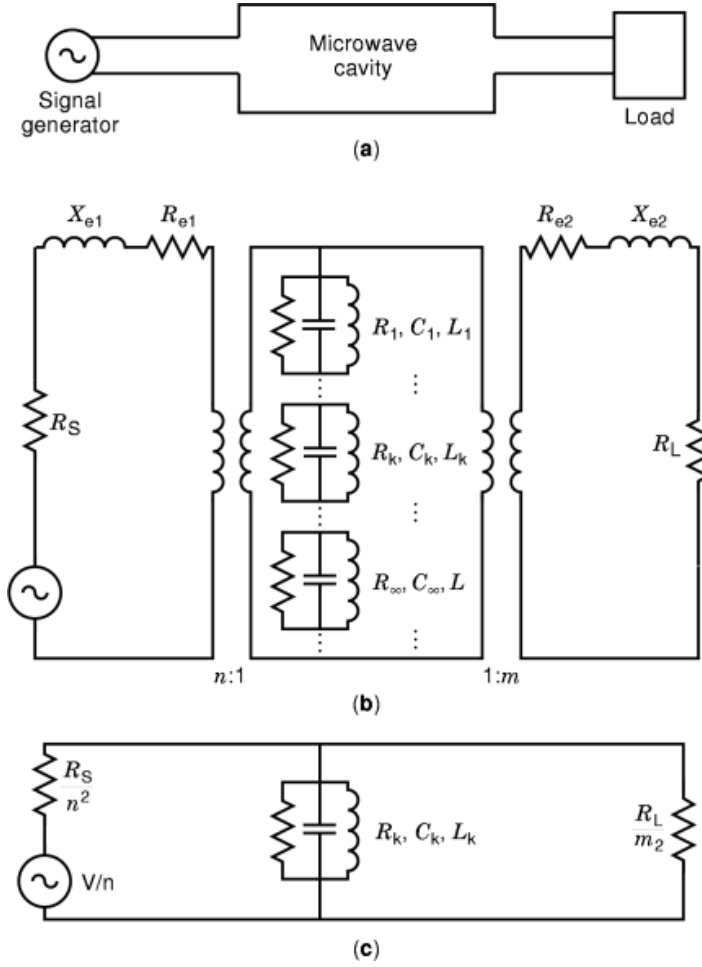 Microwave
cavity
Signal
generator
Load
(a)
X_e1 R_e1 R_e2 X_e2
R_1, C_1, L_1
R_S
R_k, C_k, L_k
R_L
R_∞, C_∞, L
n:1
1:m
(b)
R_S
n²
R_k, C_k, L_k
R_L
m_2
V/n
(c)